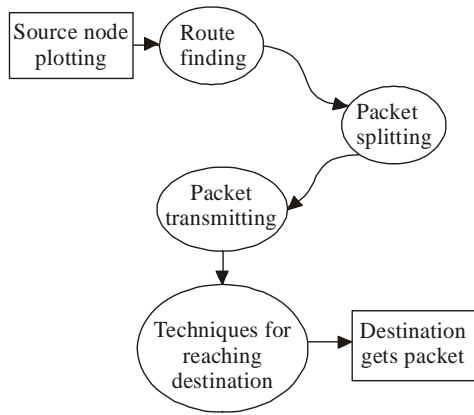 Source node
plotting
Route
finding
Packet
splitting
Packet
transmitting
Techniques for
reaching
destination
Destination
gets packet